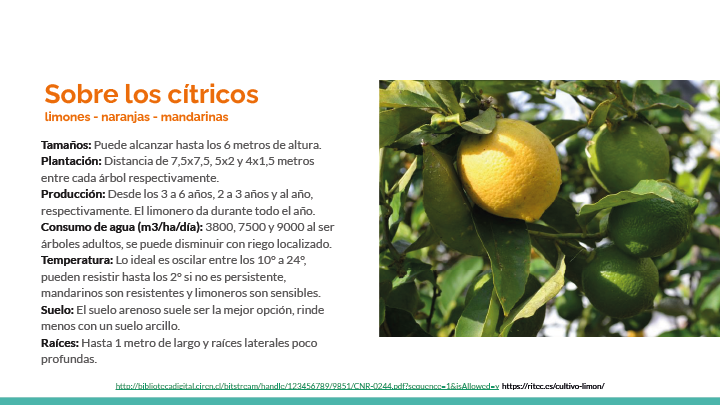 Sobre los cítricos
limones - naranjas - mandarinas
Tamaños: Puede alcanzar hasta los 6 metros de altura.
Plantación: Distancia de 7,5x7,5, 5x2 y 4x1,5 metros
entre cada árbol respectivamente.
Producción: Desde los 3 a 6 años, 2 a 3 años y al año,
respectivamente. El limonero da durante todo el año.
Consumo de agua (m3/ha/día): 3800, 7500 y 9000 al ser
árboles adultos, se puede disminuir con riego localizado.
Temperatura: Lo ideal es oscilar entre los 10° a 24°,
pueden resistir hasta los 2° si no es persistente,
mandarinos son resistentes y limoneros son sensibles.
Suelo: El suelo arenoso suele ser la mejor opción, rinde
menos con un suelo arcillo.
Raíces: Hasta 1 metro de largo y raíces laterales poco
profundas.
http://bibliotecadigital.ciren.cl/bitstream/handle/123456789/9851/CNR-0244.pdf?sequence=1&isAllowed=y https://ritec.es/cultivo-limon/